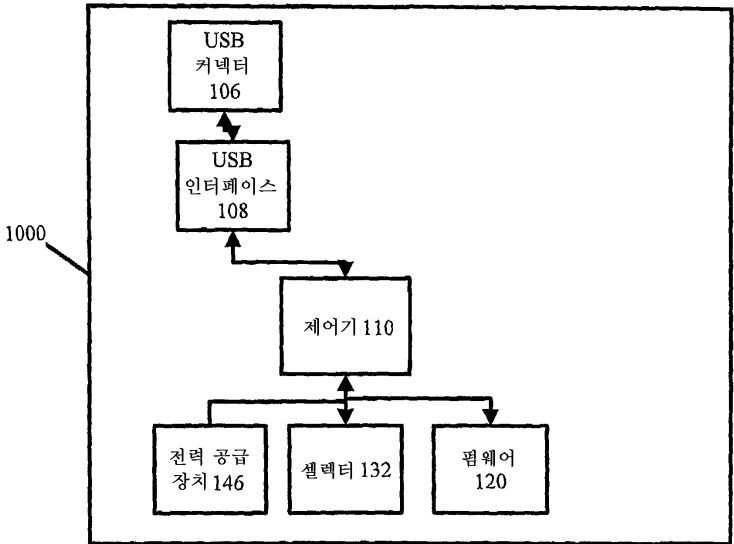 USB
커넥터
106
USB
인터페이스
108
1000
제어기 110
전력 공급
장치 146
셀렉터 132
펌웨어
120